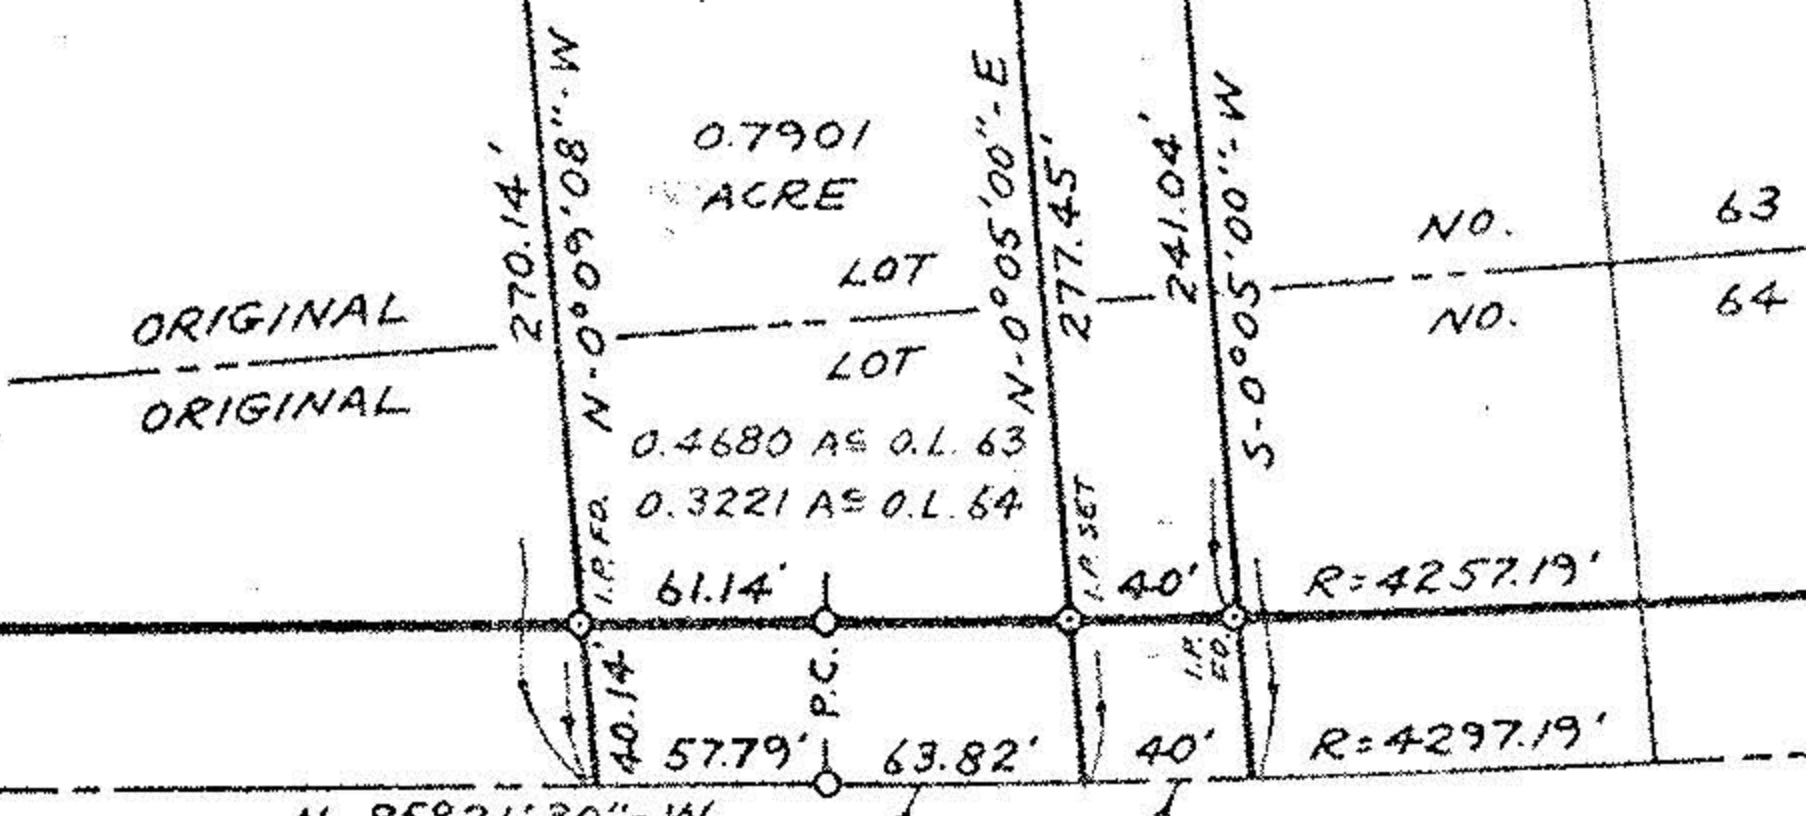 270.14'
N-0°09'08"-W
0.7901
ACRE
N-0°05'00"-E
277.45'
241.04'
S-0°05'00"-W
ORIGINAL LOT NO. 63
ORIGINAL LOT NO. 64
0.4680 AC O.L. 63
0.3221 AC O.L. 64
I.P. FD.
I.P. SET
61.14'
40'
R=4257.19'
I.P. FD.
40.14'
P.C.
57.79'
63.82'
40'
R=4297.19'